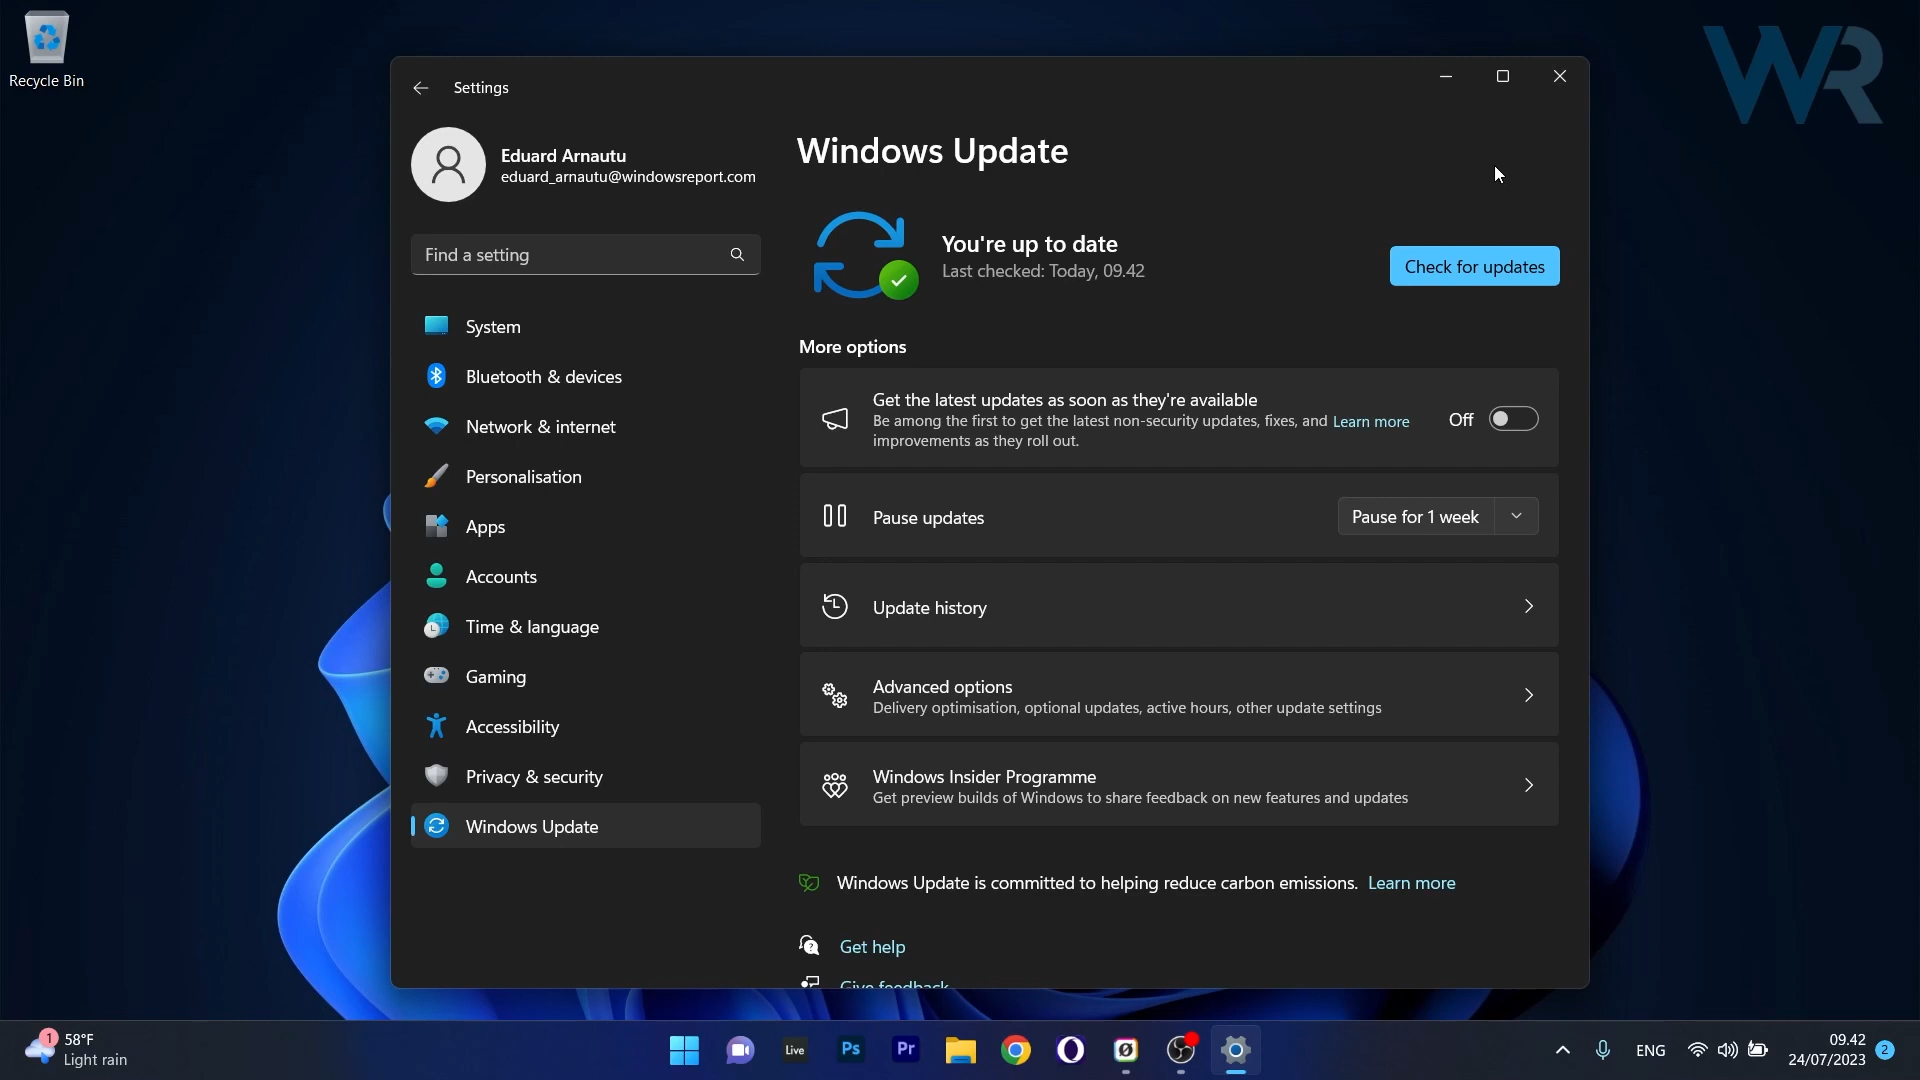 Recycle Bin
WR
Settings
Eduard Arnautu
eduard_arnautu@windowsreport.com
Find a setting
System
Bluetooth & devices
Network & internet
Personalisation
Apps
Accounts
Time & language
Gaming
Accessibility
Privacy & security
Windows Update
Windows Update
You're up to date
Last checked: Today, 09.42
Check for updates
More options
Get the latest updates as soon as they're available
Be among the first to get the latest non-security updates, fixes, and Learn more
improvements as they roll out.
Off
Pause updates
Pause for 1 week
Update history
Advanced options
Delivery optimisation, optional updates, active hours, other update settings
Windows Insider Programme
Get preview builds of Windows to share feedback on new features and updates
Windows Update is committed to helping reduce carbon emissions. Learn more
Get help
Give feedback
1
58°F
Light rain
Live
Ps
Pr
ENG
09.42
24/07/2023
2